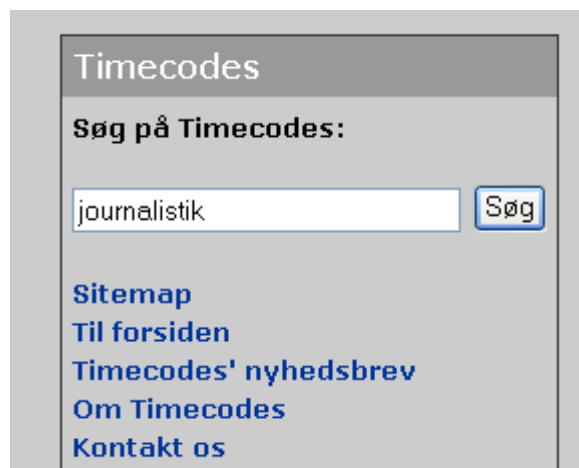 Timecodes
Søg på Timecodes:
journalistik Søg
Sitemap
Til forsiden
Timecodes' nyhedsbrev
Om Timecodes
Kontakt os